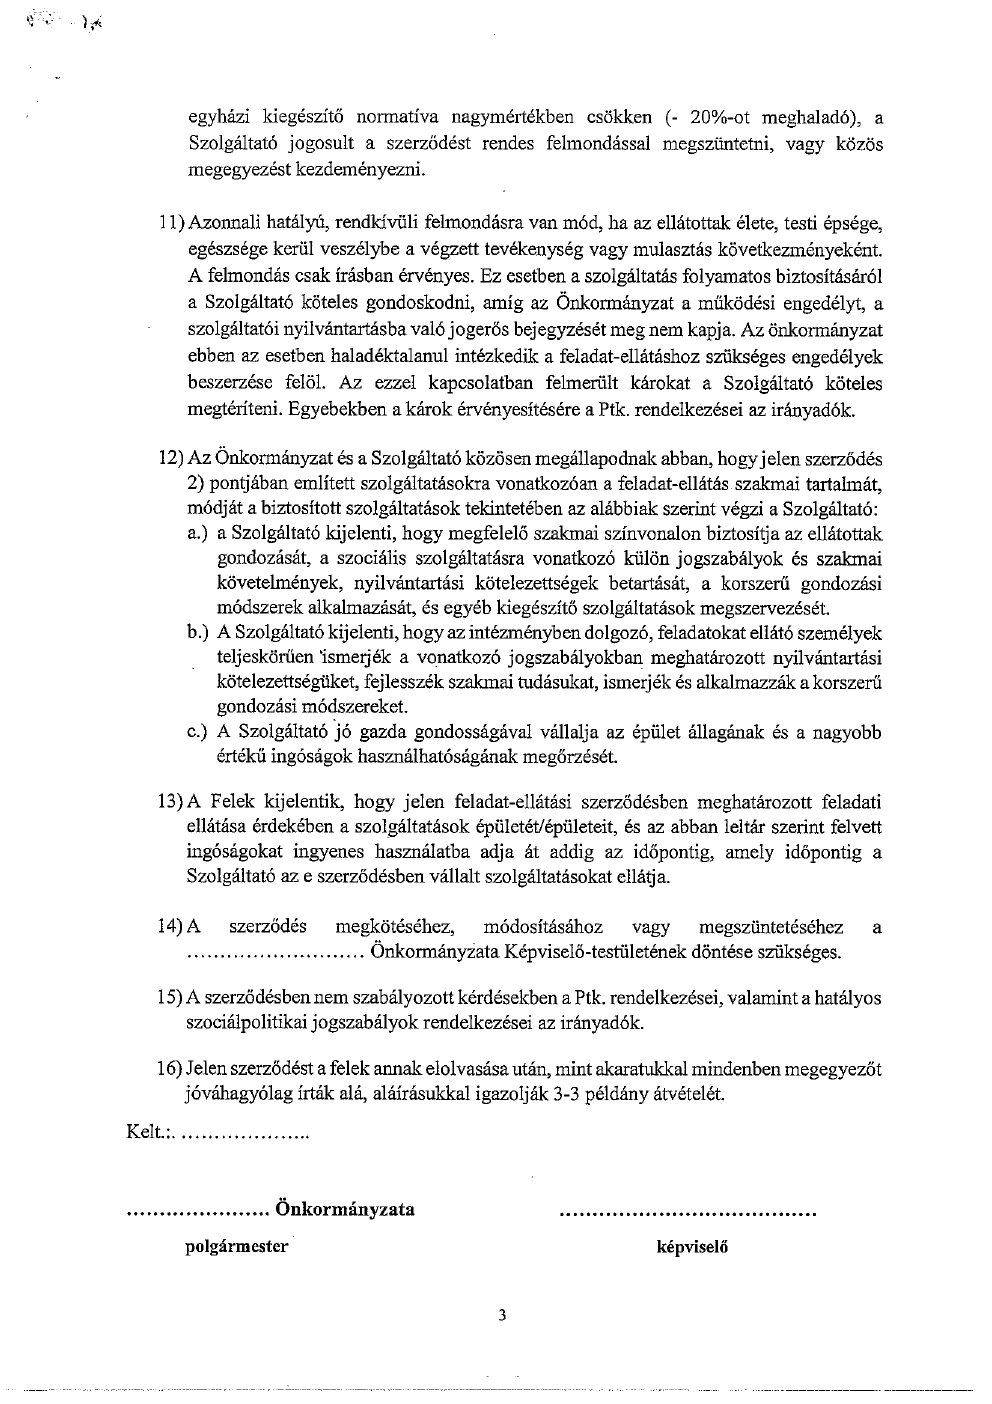 egyházi kiegészítő normatíva nagymértékben csökken (- 20%-ot meghaladó), a
Szolgáltató jogosult a szerződést rendes felmondással megszüntetni, vagy közös
megegyezést kezdeményezni.
11) Azonnali hatályú, rendkívüli felmondásra van mód, ha az ellátottak élete, testi épsége,
egészsége kerül veszélybe a végzett tevékenység vagy mulasztás következményeként.
A felmondás csak írásban érvényes. Ez esetben a szolgáltatás folyamatos biztosításáról
a Szolgáltató köteles gondoskodni, amíg az Önkormányzat a működési engedélyt, a
szolgáltatói nyilvántartásba való jogerős bejegyzését meg nem kapja. Az önkormányzat
ebben az esetben haladéktalanul intézkedik a feladat-ellátáshoz szükséges engedélyek
beszerzése felől. Az ezzel kapcsolatban felmerült károkat a Szolgáltató köteles
megtéríteni. Egyebekben a károk érvényesítésére a Ptk. rendelkezései az irányadók.
12) Az Önkormányzat és a Szolgáltató közösen megállapodnak abban, hogy jelen szerződés
2) pontjában említett szolgáltatásokra vonatkozóan a feladat-ellátás szakmai tartalmát,
módját a biztosított szolgáltatások tekintetében az alábbiak szerint végzi a Szolgáltató:
a.) a Szolgáltató kijelenti, hogy megfelelő szakmai színvonalon biztosítja az ellátottak
gondozását, a szociális szolgáltatásra vonatkozó külön jogszabályok és szakmai
követelmények, nyilvántartási kötelezettségek betartását, a korszerű gondozási
módszerek alkalmazását, és egyéb kiegészítő szolgáltatások megszervezését.
b.) A Szolgáltató kijelenti, hogy az intézményben dolgozó, feladatokat ellátó személyek
teljeskörűen ismerjék a vonatkozó jogszabályokban meghatározott nyilvántartási
kötelezettségüket, fejlesszék szakmai tudásukat, ismerjék és alkalmazzák a korszerű
gondozási módszereket.
c.) A Szolgáltató jó gazda gondosságával vállalja az épület állagának és a nagyobb
értékű ingóságok használhatóságának megőrzését.
13) A Felek kijelentik, hogy jelen feladat-ellátási szerződésben meghatározott feladati
ellátása érdekében a szolgáltatások épületét/épületeit, és az abban leltár szerint felvett
ingóságokat ingyenes használatba adja át addig az időpontig, amely időpontig a
Szolgáltató az e szerződésben vállalt szolgáltatásokat ellátja.
14) A szerződés megkötéséhez, módosításához vagy megszüntetéséhez a
........................... Önkormányzata Képviselő-testületének döntése szükséges.
15) A szerződésben nem szabályozott kérdésekben a Ptk. rendelkezései, valamint a hatályos
szociálpolitikai jogszabályok rendelkezései az irányadók.
16) Jelen szerződést a felek annak elolvasása után, mint akaratukkal mindenben megegyezőt
jóváhagyólag írták alá, aláírásukkal igazolják 3-3 példány átvételét.
Kelt.:. ....................
...................... Önkormányzata .......................................
polgármester képviselő
3